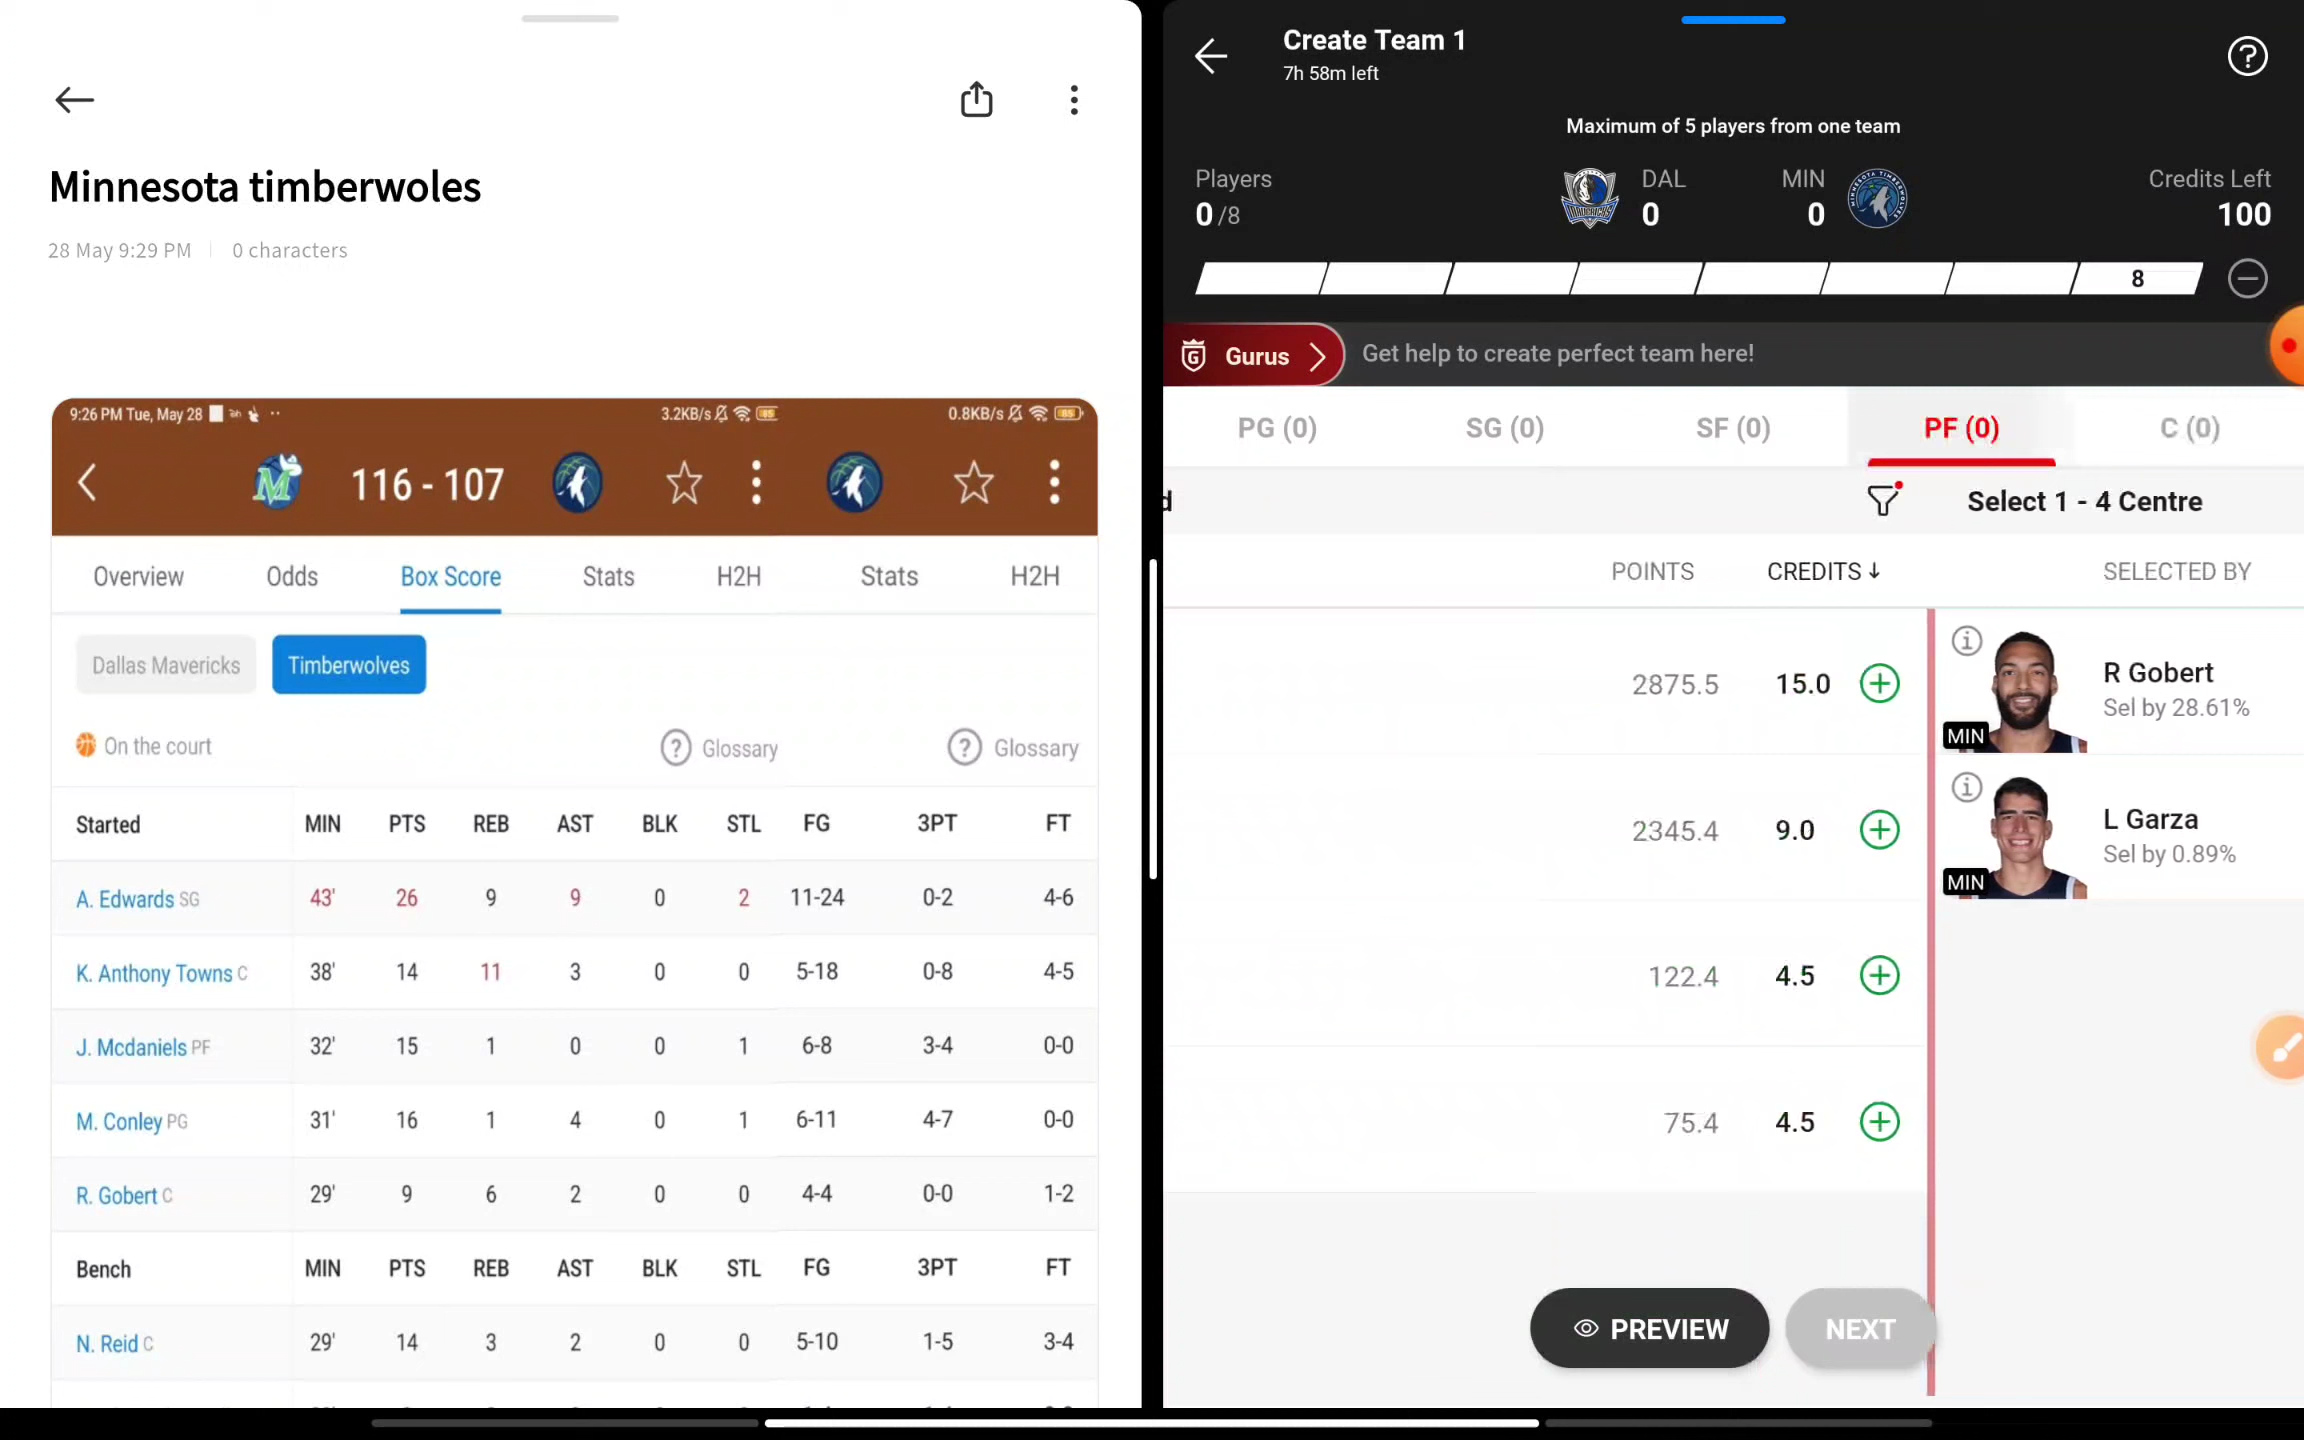 Minnesota timberwoles
28 May 9:29 PM | 0 characters
9:26 PM Tue, May 28 3.2KB/s 85 0.8KB/s 85
116 - 107
Overview Odds Box Score Stats H2H Stats H2H
Dallas Mavericks Timberwolves
On the court ? Glossary ? Glossary
Started MIN PTS REB AST BLK STL FG 3PT FT
A. Edwards SG 43' 26 9 9 0 2 11-24 0-2 4-6
K. Anthony Towns C 38' 14 11 3 0 0 5-18 0-8 4-5
J. Mcdaniels PF 32' 15 1 0 0 1 6-8 3-4 0-0
M. Conley PG 31' 16 1 4 0 1 6-11 4-7 0-0
R. Gobert C 29' 9 6 2 0 0 4-4 0-0 1-2
Bench MIN PTS REB AST BLK STL FG 3PT FT
N. Reid C 29' 14 3 2 0 0 5-10 1-5 3-4
Create Team 1
7h 58m left
?
Maximum of 5 players from one team
Players DAL MIN Credits Left
0 /8 0 0 100
8
G Gurus Get help to create perfect team here!
PG (0) SG (0) SF (0) PF (0) C (0)
d Select 1 - 4 Centre
POINTS CREDITS ↓ SELECTED BY
2875.5 15.0
R Gobert
Sel by 28.61%
MIN
2345.4 9.0
L Garza
Sel by 0.89%
MIN
122.4 4.5
75.4 4.5
PREVIEW NEXT